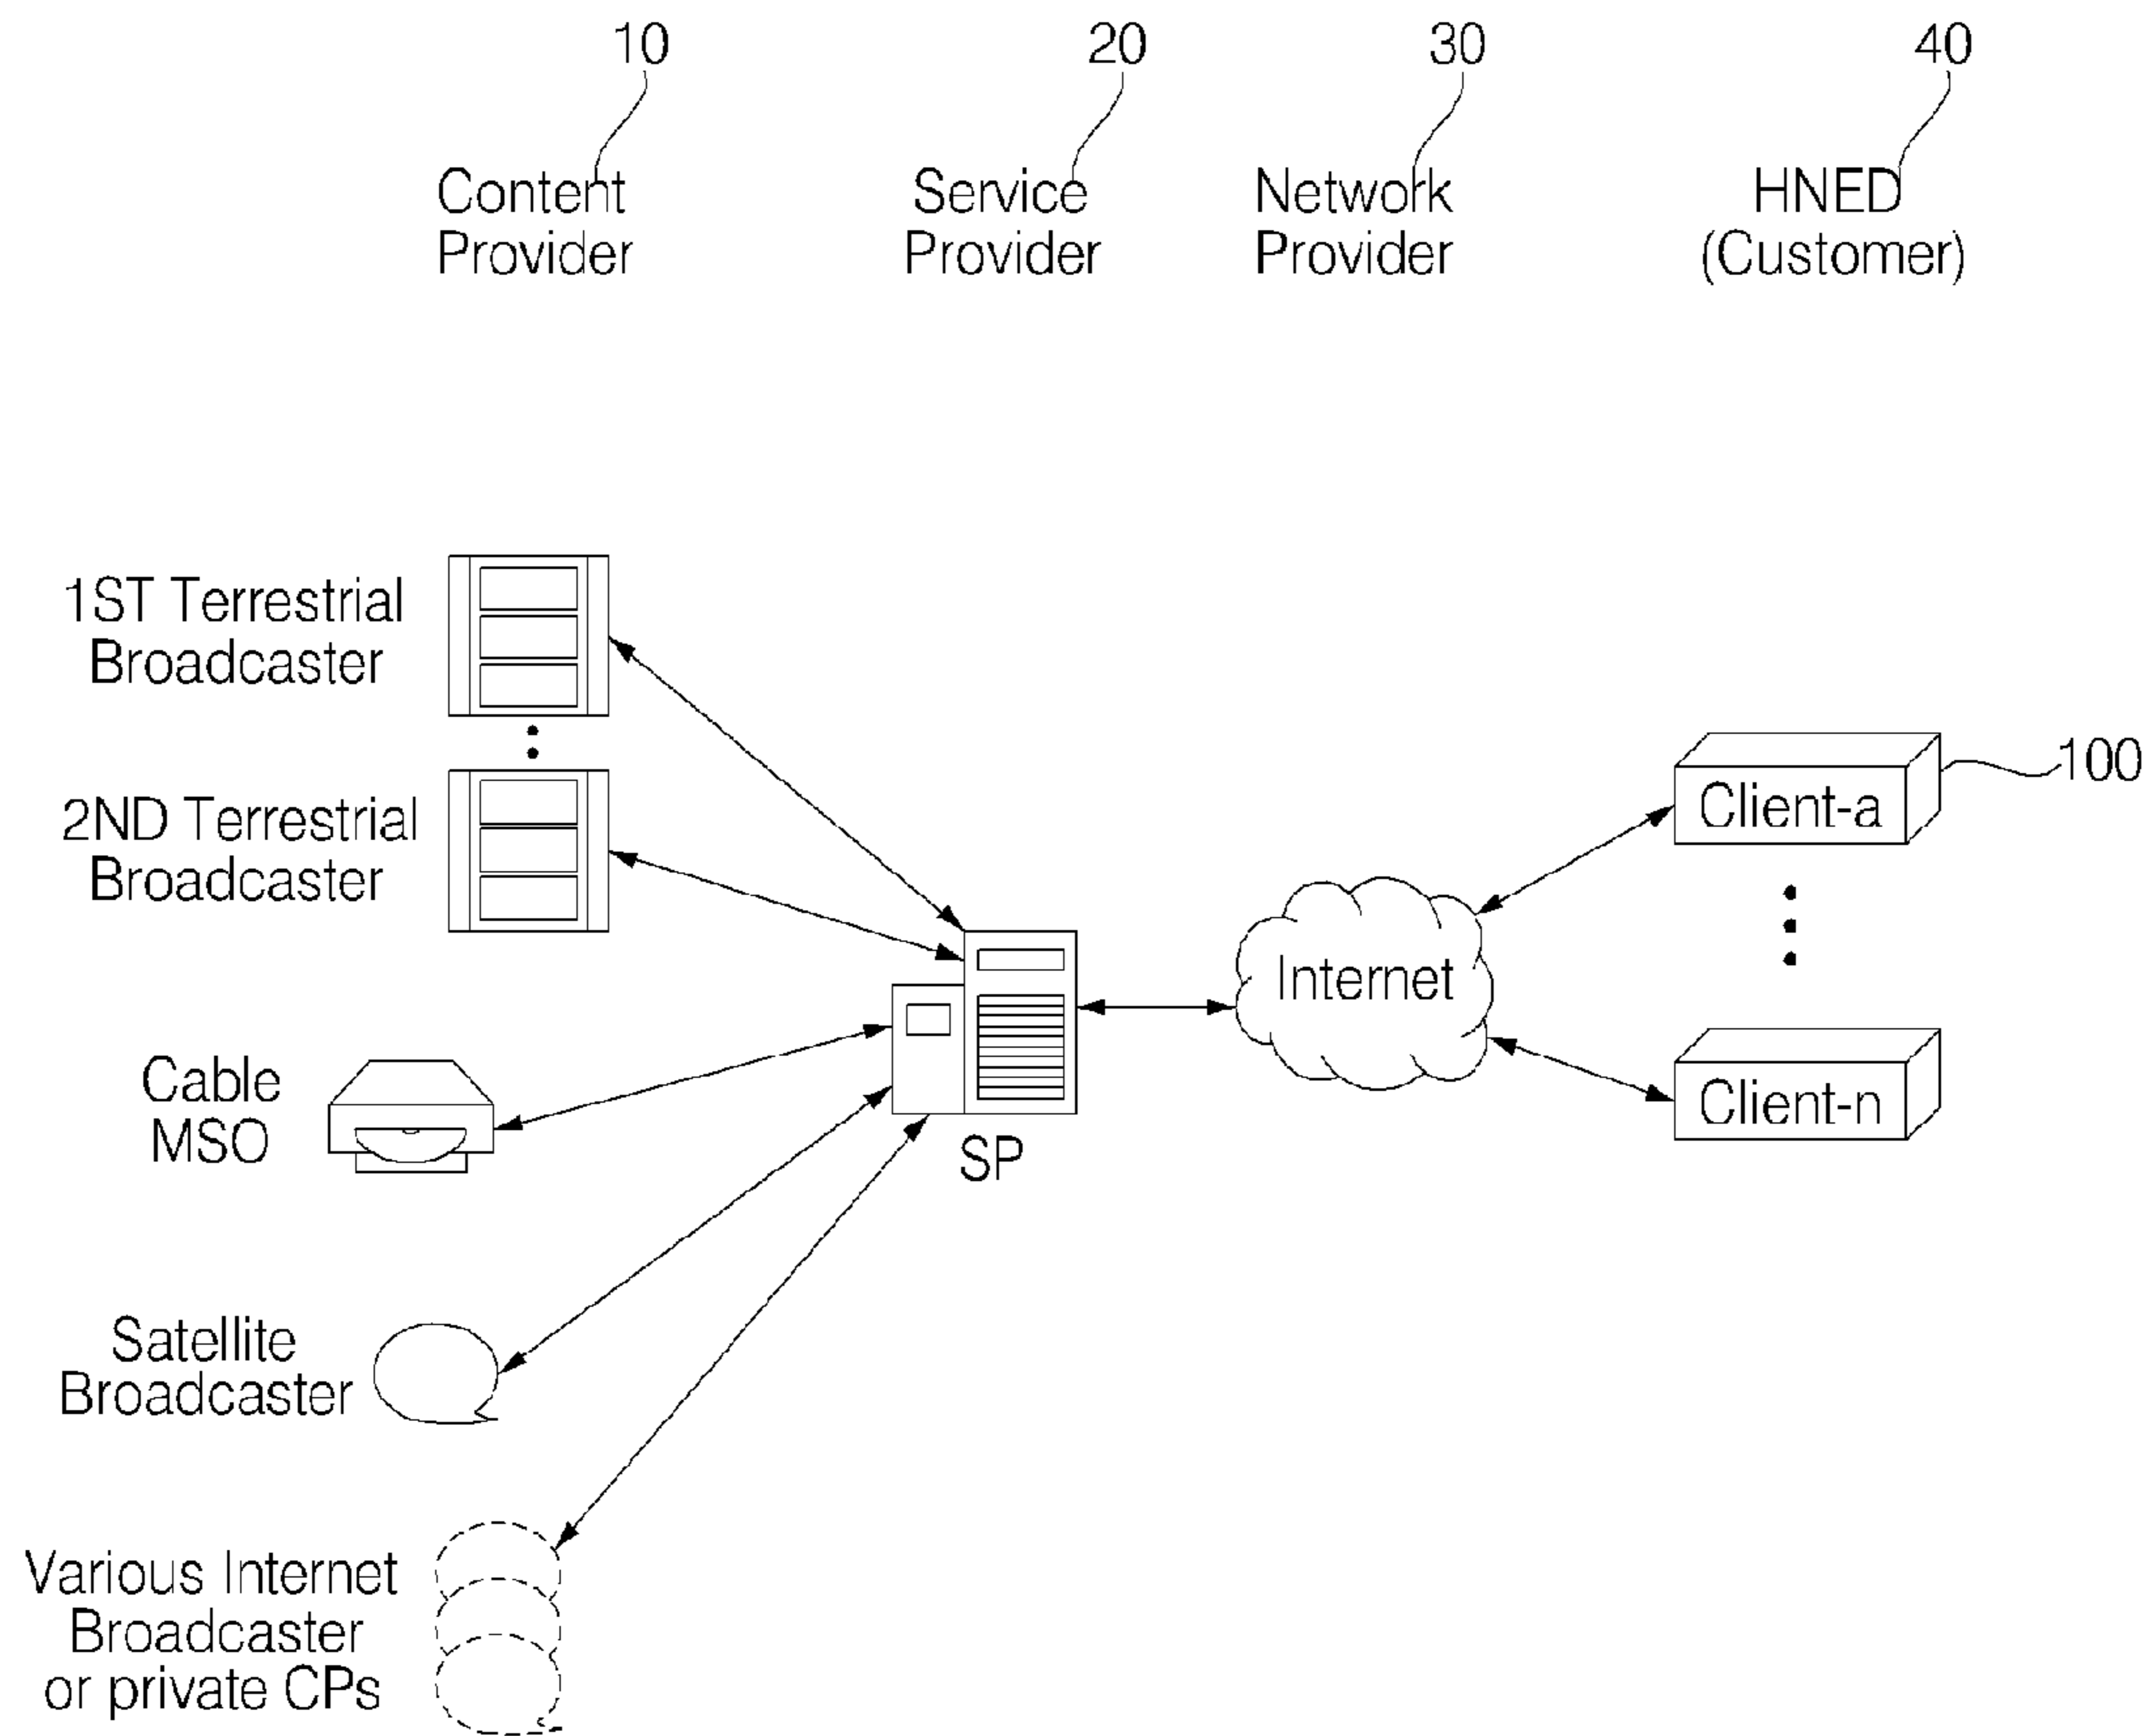 10
20
30
40
Content
Provider
Service
Provider
Network
Provider
HNED
(Customer)
1ST Terrestrial
Broadcaster
2ND Terrestrial
Broadcaster
Cable
MSO
Satellite
Broadcaster
Various Internet
Broadcaster
or private CPs
SP
Internet
Client-a
100
Client-n